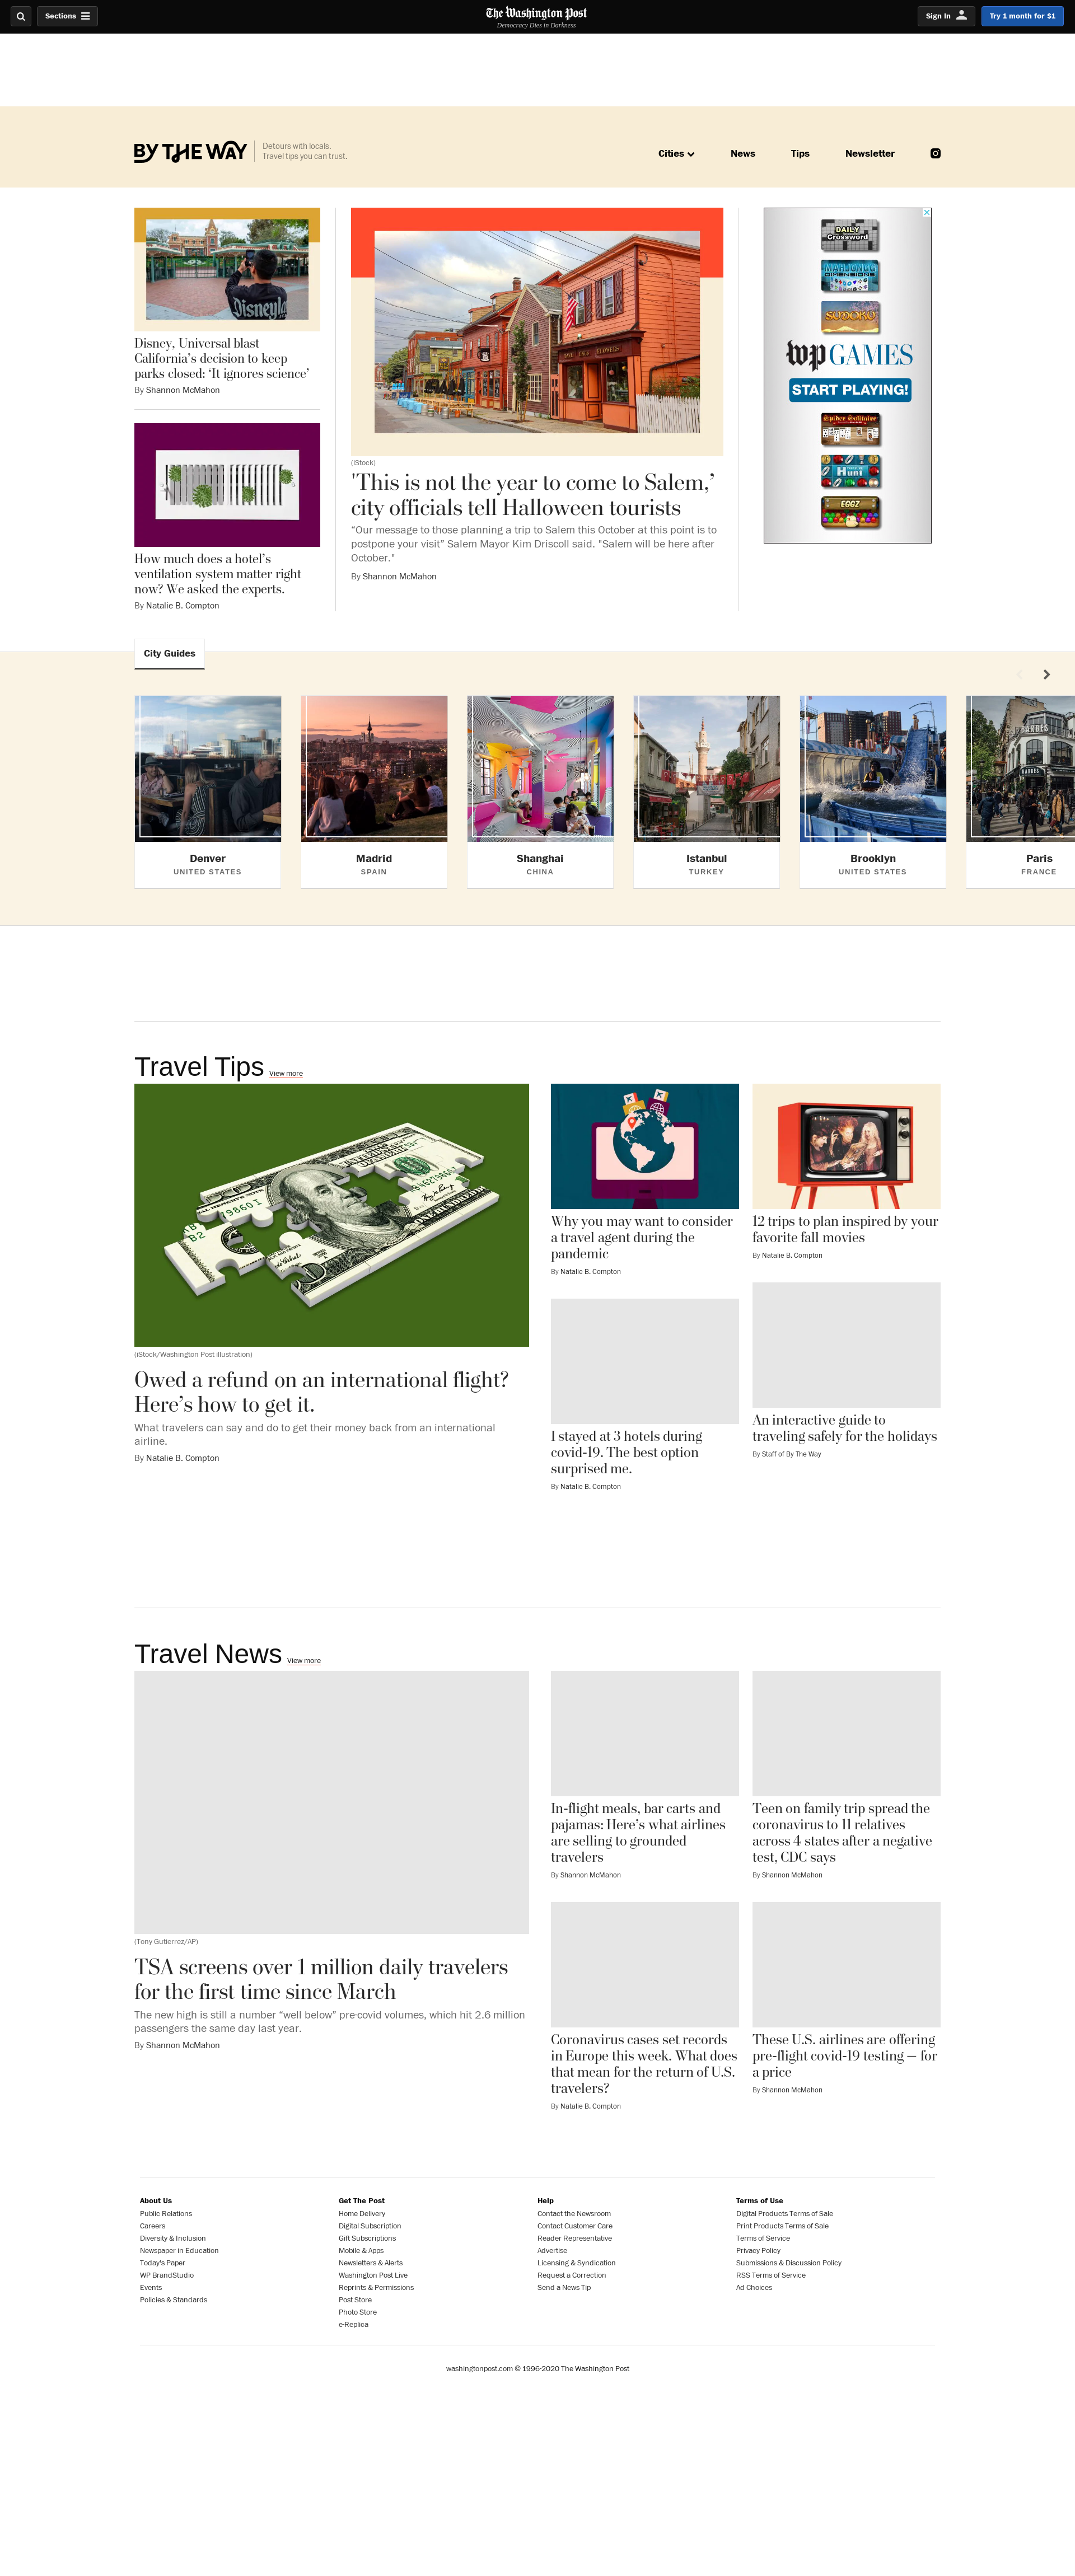 Sections
The Washington Post
Democracy Dies in Darkness
Sign In
Try 1 month for $1
BY THE WAY
Detours with locals.
Travel tips you can trust.
Cities
News
Tips
Newsletter
Disney, Universal blast
California’s decision to keep
parks closed: ‘It ignores science’
By Shannon McMahon
How much does a hotel’s
ventilation system matter right
now? We asked the experts.
By Natalie B. Compton
(iStock)
'This is not the year to come to Salem,’
city officials tell Halloween tourists
“Our message to those planning a trip to Salem this October at this point is to
postpone your visit” Salem Mayor Kim Driscoll said. "Salem will be here after
October."
By Shannon McMahon
DAILY
Crossword
MAHJONGG
DIMENSIONS
SUDOKU
wp GAMES
START PLAYING!
Spider Solitaire
Hunt
EGGZ
City Guides
Denver
UNITED STATES
Madrid
SPAIN
Shanghai
CHINA
Istanbul
TURKEY
Brooklyn
UNITED STATES
Paris
FRANCE
Travel Tips View more
(iStock/Washington Post illustration)
Owed a refund on an international flight?
Here’s how to get it.
What travelers can say and do to get their money back from an international
airline.
By Natalie B. Compton
Why you may want to consider
a travel agent during the
pandemic
By Natalie B. Compton
I stayed at 3 hotels during
covid-19. The best option
surprised me.
By Natalie B. Compton
12 trips to plan inspired by your
favorite fall movies
By Natalie B. Compton
An interactive guide to
traveling safely for the holidays
By Staff of By The Way
Travel News View more
(Tony Gutierrez/AP)
TSA screens over 1 million daily travelers
for the first time since March
The new high is still a number “well below” pre-covid volumes, which hit 2.6 million
passengers the same day last year.
By Shannon McMahon
In-flight meals, bar carts and
pajamas: Here’s what airlines
are selling to grounded
travelers
By Shannon McMahon
Coronavirus cases set records
in Europe this week. What does
that mean for the return of U.S.
travelers?
By Natalie B. Compton
Teen on family trip spread the
coronavirus to 11 relatives
across 4 states after a negative
test, CDC says
By Shannon McMahon
These U.S. airlines are offering
pre-flight covid-19 testing — for
a price
By Shannon McMahon
About Us
Public Relations
Careers
Diversity & Inclusion
Newspaper in Education
Today's Paper
WP BrandStudio
Events
Policies & Standards
Get The Post
Home Delivery
Digital Subscription
Gift Subscriptions
Mobile & Apps
Newsletters & Alerts
Washington Post Live
Reprints & Permissions
Post Store
Photo Store
e-Replica
Help
Contact the Newsroom
Contact Customer Care
Reader Representative
Advertise
Licensing & Syndication
Request a Correction
Send a News Tip
Terms of Use
Digital Products Terms of Sale
Print Products Terms of Sale
Terms of Service
Privacy Policy
Submissions & Discussion Policy
RSS Terms of Service
Ad Choices
washingtonpost.com © 1996-2020 The Washington Post